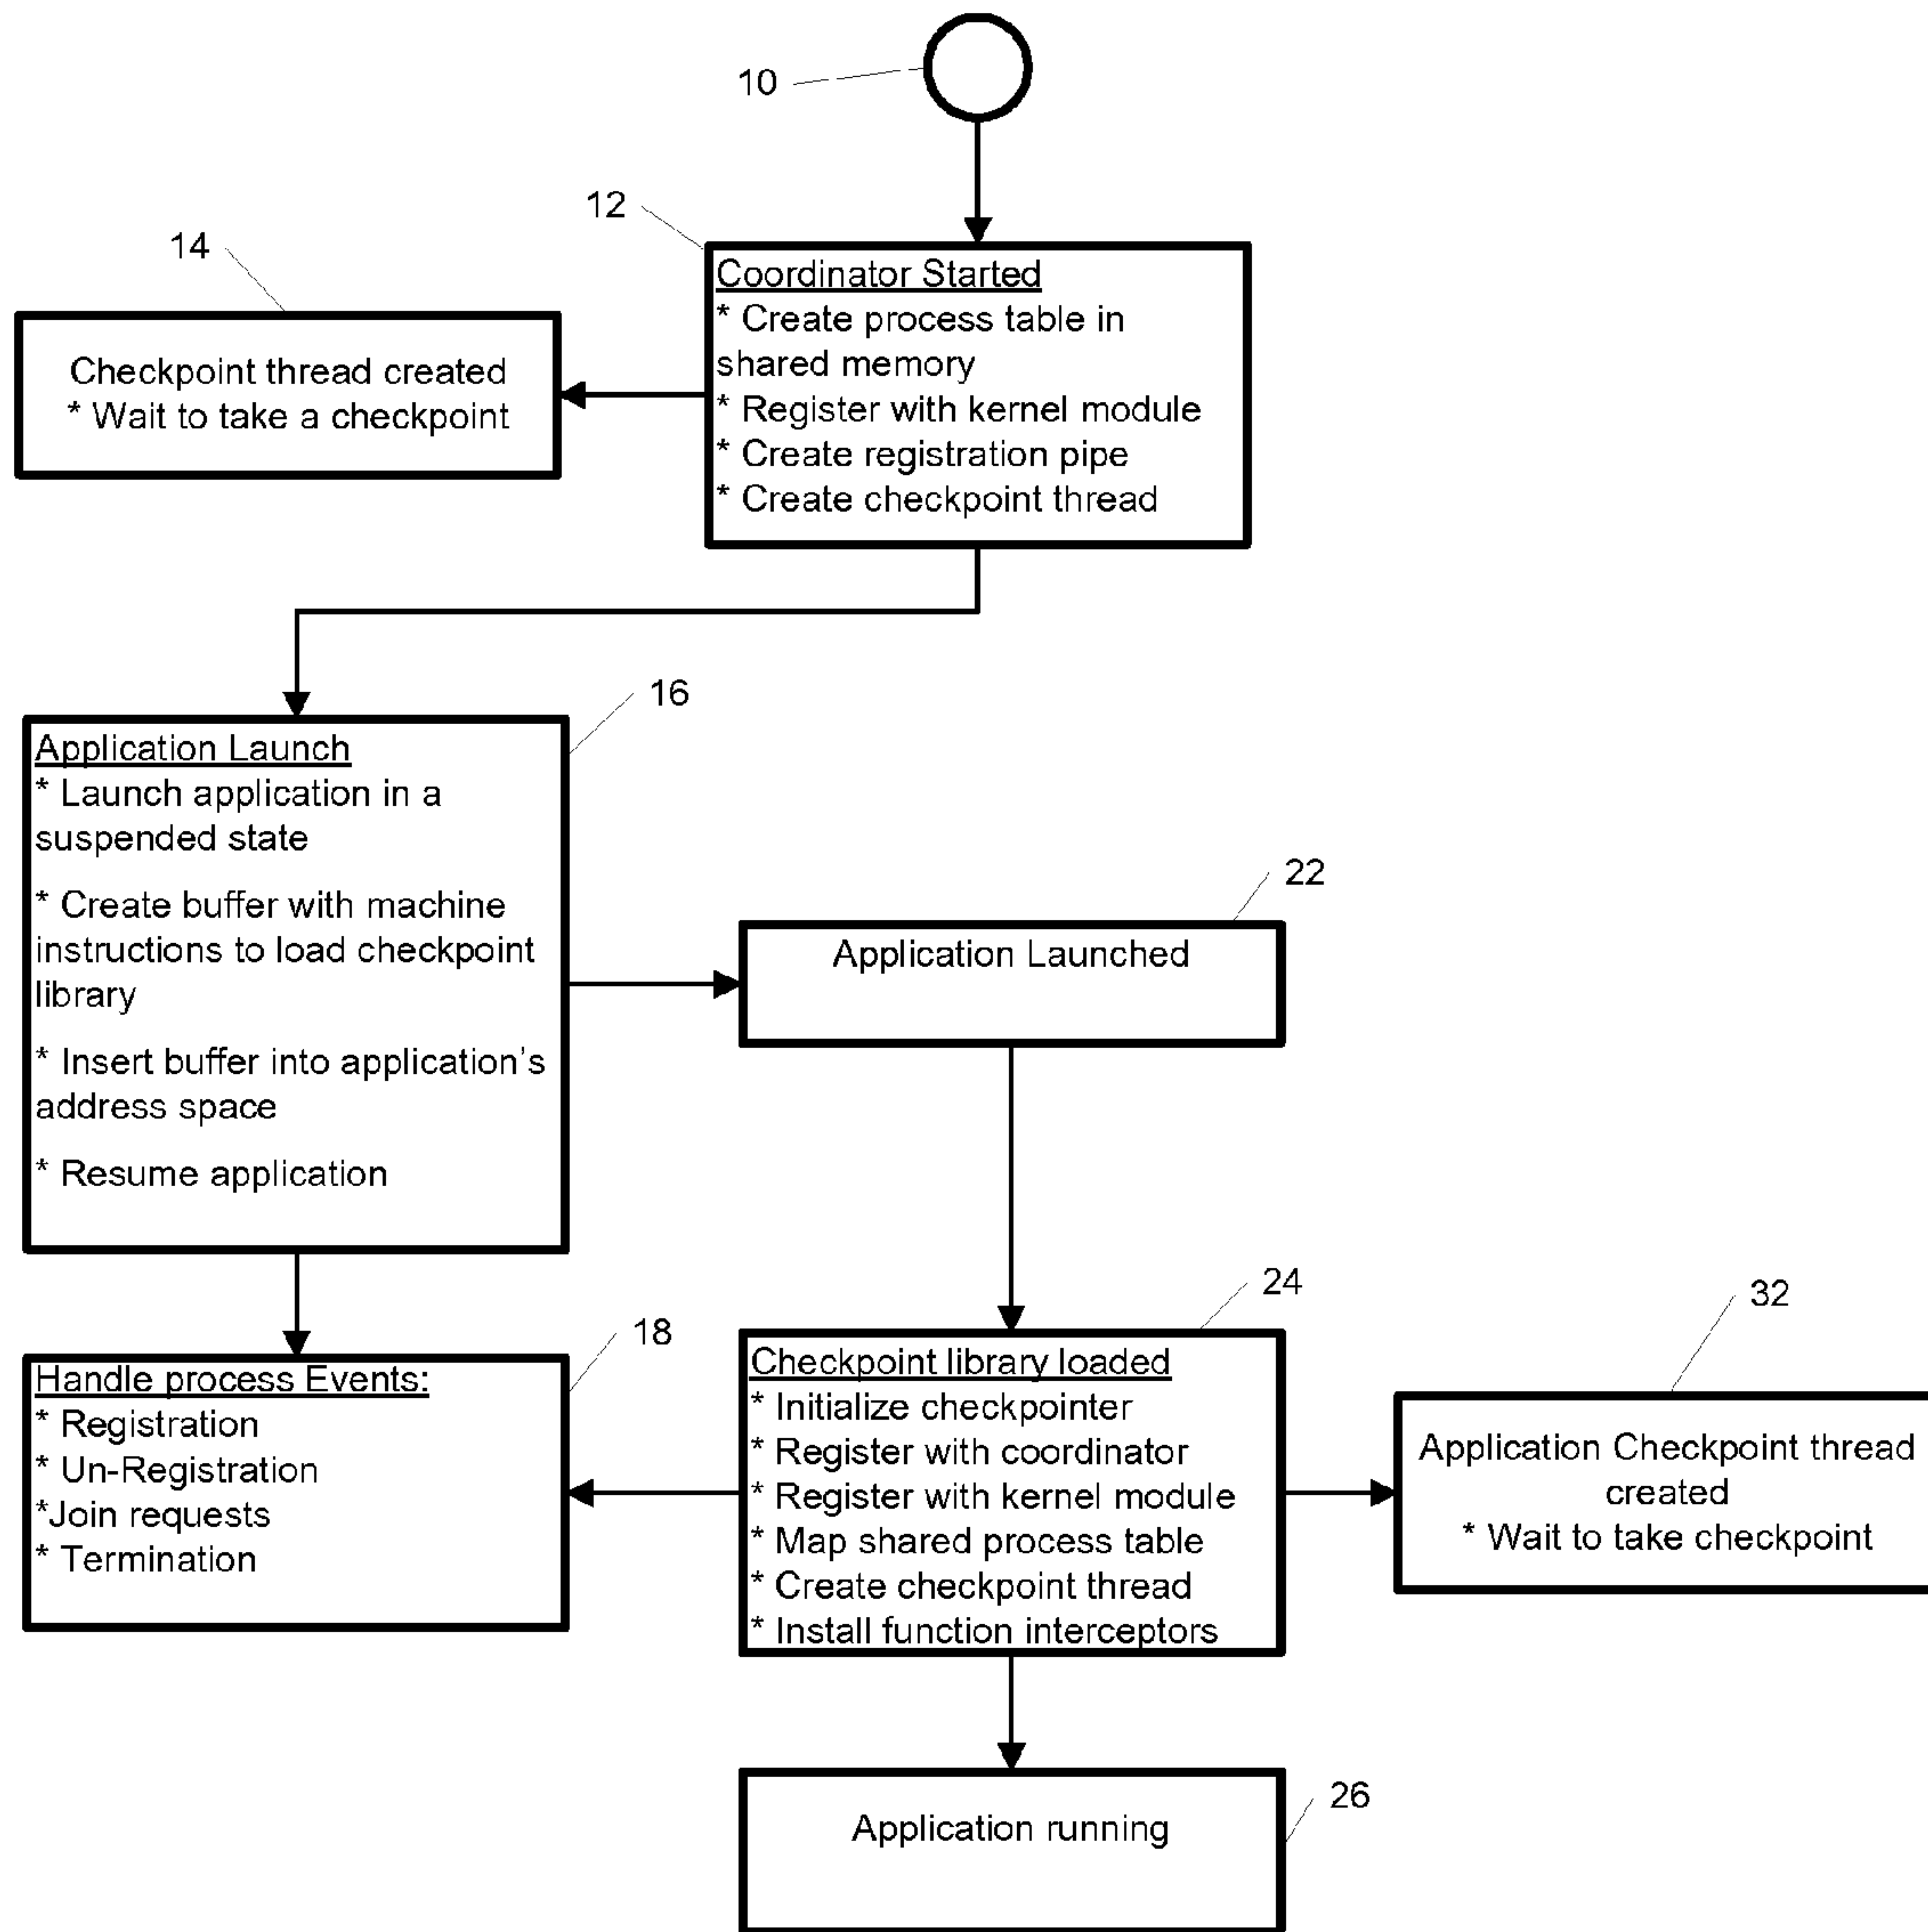 10
12
Coordinator Started
* Create process table in
shared memory
* Register with kernel module
* Create registration pipe
* Create checkpoint thread
14
Checkpoint thread created
* Wait to take a checkpoint
16
Application Launch
* Launch application in a
suspended state
* Create buffer with machine
instructions to load checkpoint
library
* Insert buffer into application's
address space
* Resume application
22
Application Launched
18
Handle process Events:
* Registration
* Un-Registration
*Join requests
* Termination
24
Checkpoint library loaded
* Initialize checkpointer
* Register with coordinator
* Register with kernel module
* Map shared process table
* Create checkpoint thread
* Install function interceptors
32
Application Checkpoint thread
created
* Wait to take checkpoint
26
Application running